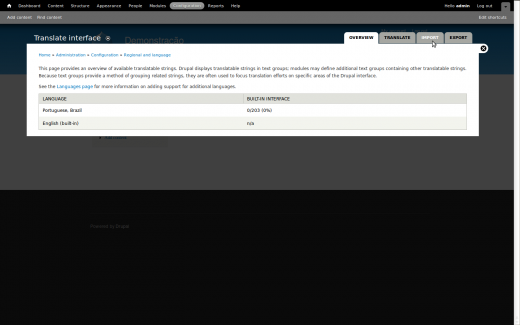 Dashboard Content Structure Appearance People Modules Configuration Reports Help Hello admin Log out
Add content Find content Edit shortcuts
Demonstração
Translate interface
OVERVIEW TRANSLATE IMPORT EXPORT
Home » Administration » Configuration » Regional and language
This page provides an overview of available translatable strings. Drupal displays translatable strings in text groups; modules may define additional text groups containing other translatable strings.
Because text groups provide a method of grouping related strings, they are often used to focus translation efforts on specific areas of the Drupal interface.
See the Languages page for more information on adding support for additional languages.
LANGUAGE BUILT-IN INTERFACE
Portuguese, Brazil 0/203 (0%)
English (built-in) n/a
Powered by Drupal